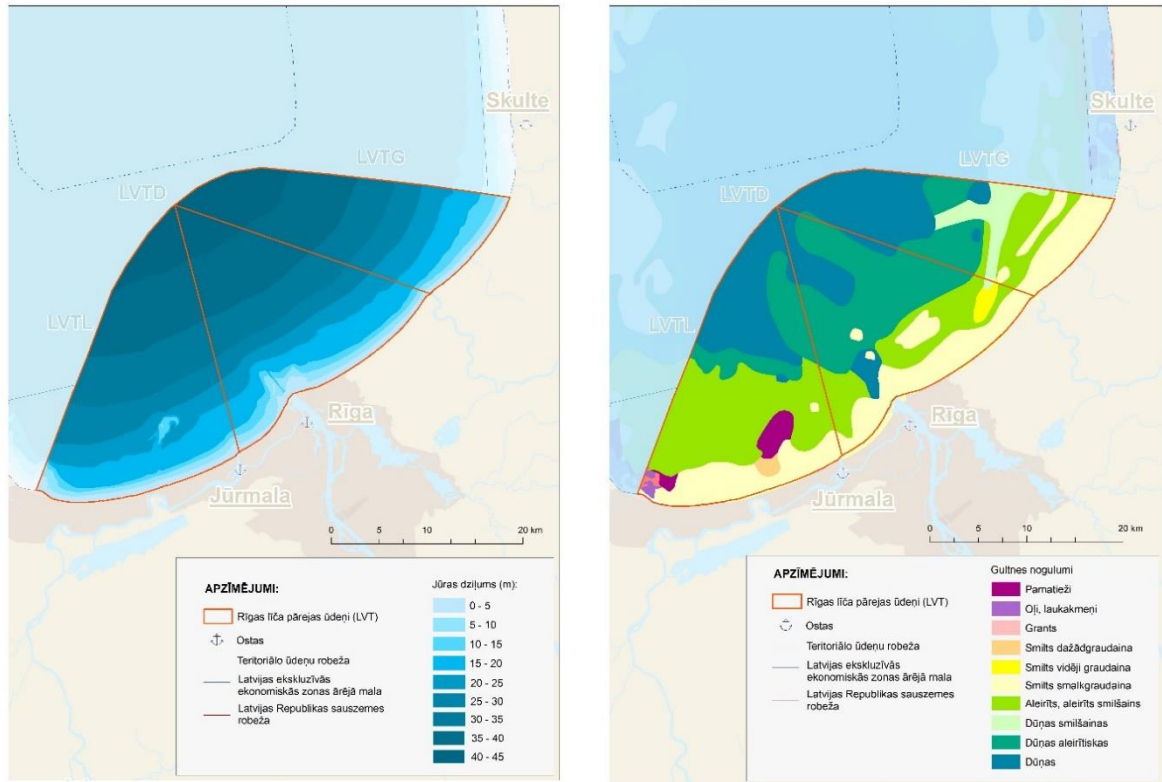 Skulte
LVTG
LVTD
LVTL
Rīga
Jūrmala
0 5 10 20 km
APZĪMĒJUMI:
Rīgas līča pārejas ūdeņi (LVT)
Ostas
Teritoriālo ūdeņu robeža
Latvijas ekskluzīvās
ekonomiskās zonas ārējā mala
Latvijas Republikas sauszemes
robeža
Jūras dziļums (m):
0 - 5
5 - 10
10 - 15
15 - 20
20 - 25
25 - 30
30 - 35
35 - 40
40 - 45
Skulte
LVTG
LVTD
LVTL
Rīga
Jūrmala
0 5 10 20 km
APZĪMĒJUMI:
Rīgas līča pārejas ūdeņi (LVT)
Ostas
Teritoriālo ūdeņu robeža
Latvijas ekskluzīvās
ekonomiskās zonas ārējā mala
Latvijas Republikas sauszemes
robeža
Gultnes nogulumi
Pamatieži
Oļi, laukakmeņi
Grants
Smilts dažādgraudaina
Smilts vidēji graudaina
Smilts smalkgraudaina
Aleirīts, aleirīts smilšains
Dūņas smilšainas
Dūņas aleirītiskas
Dūņas